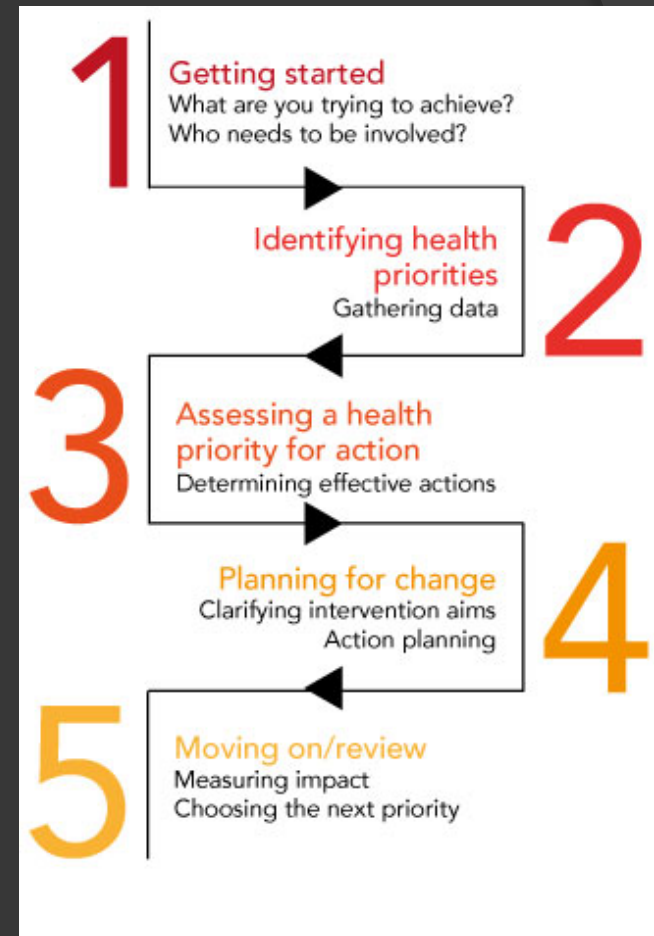 1
Getting started
What are you trying to achieve?
Who needs to be involved?
2
Identifying health
priorities
Gathering data
3
Assessing a health
priority for action
Determining effective actions
4
Planning for change
Clarifying intervention aims
Action planning
5
Moving on/review
Measuring impact
Choosing the next priority